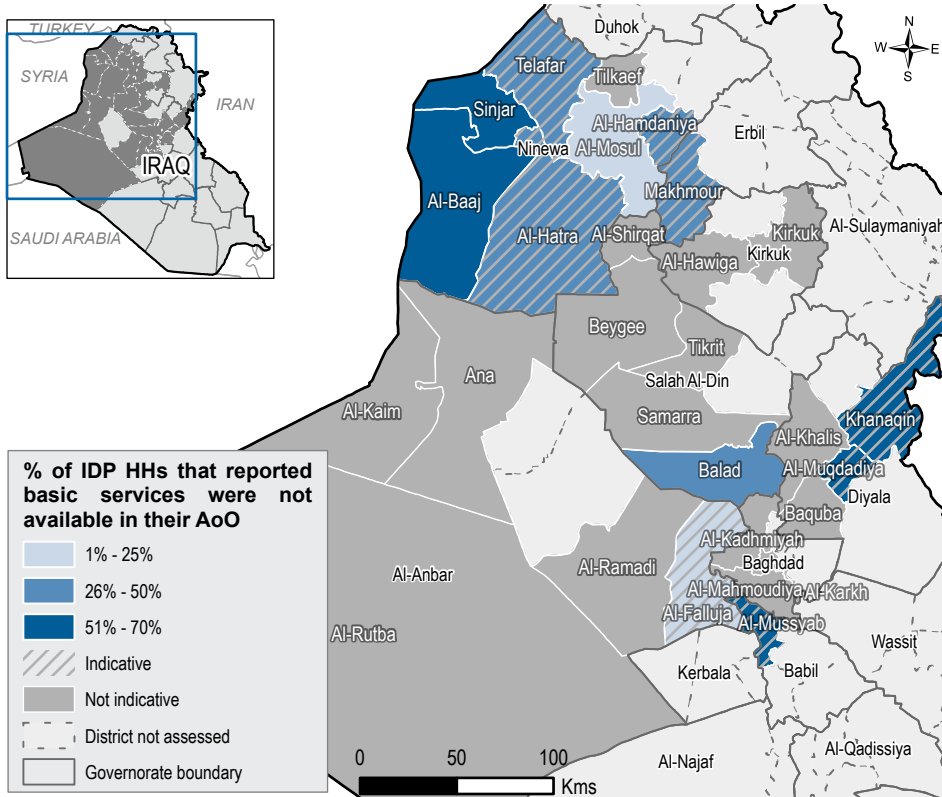 TURKEY
SYRIA
IRAN
IRAQ
SAUDI ARABIA
N
W E
S
Duhok
Telafar
Tilkaef
Sinjar
Al-Hamdaniya
Erbil
Ninewa
Al-Mosul
Makhmour
Al-Baaj
Al-Hatra
Al-Shirqat
Kirkuk
Al-Sulaymaniyah
Al-Hawiga
Kirkuk
Beygee
Tikrit
Ana
Salah Al-Din
Al-Kaim
Samarra
Khanaqin
Al-Khalis
Balad
Al-Muqdadiya
Diyala
Baquba
Al-Kadhmiyah
Baghdad
Al-Ramadi
Al-Anbar
Al-Mahmoudiya
Al-Karkh
Al-Falluja
Al-Mussyab
Al-Rutba
Wassit
Kerbala
Babil
Al-Najaf
Al-Qadissiya
% of IDP HHs that reported
basic services were not
available in their AoO
1% - 25%
26% - 50%
51% - 70%
Indicative
Not indicative
District not assessed
Governorate boundary
0 50 100
Kms